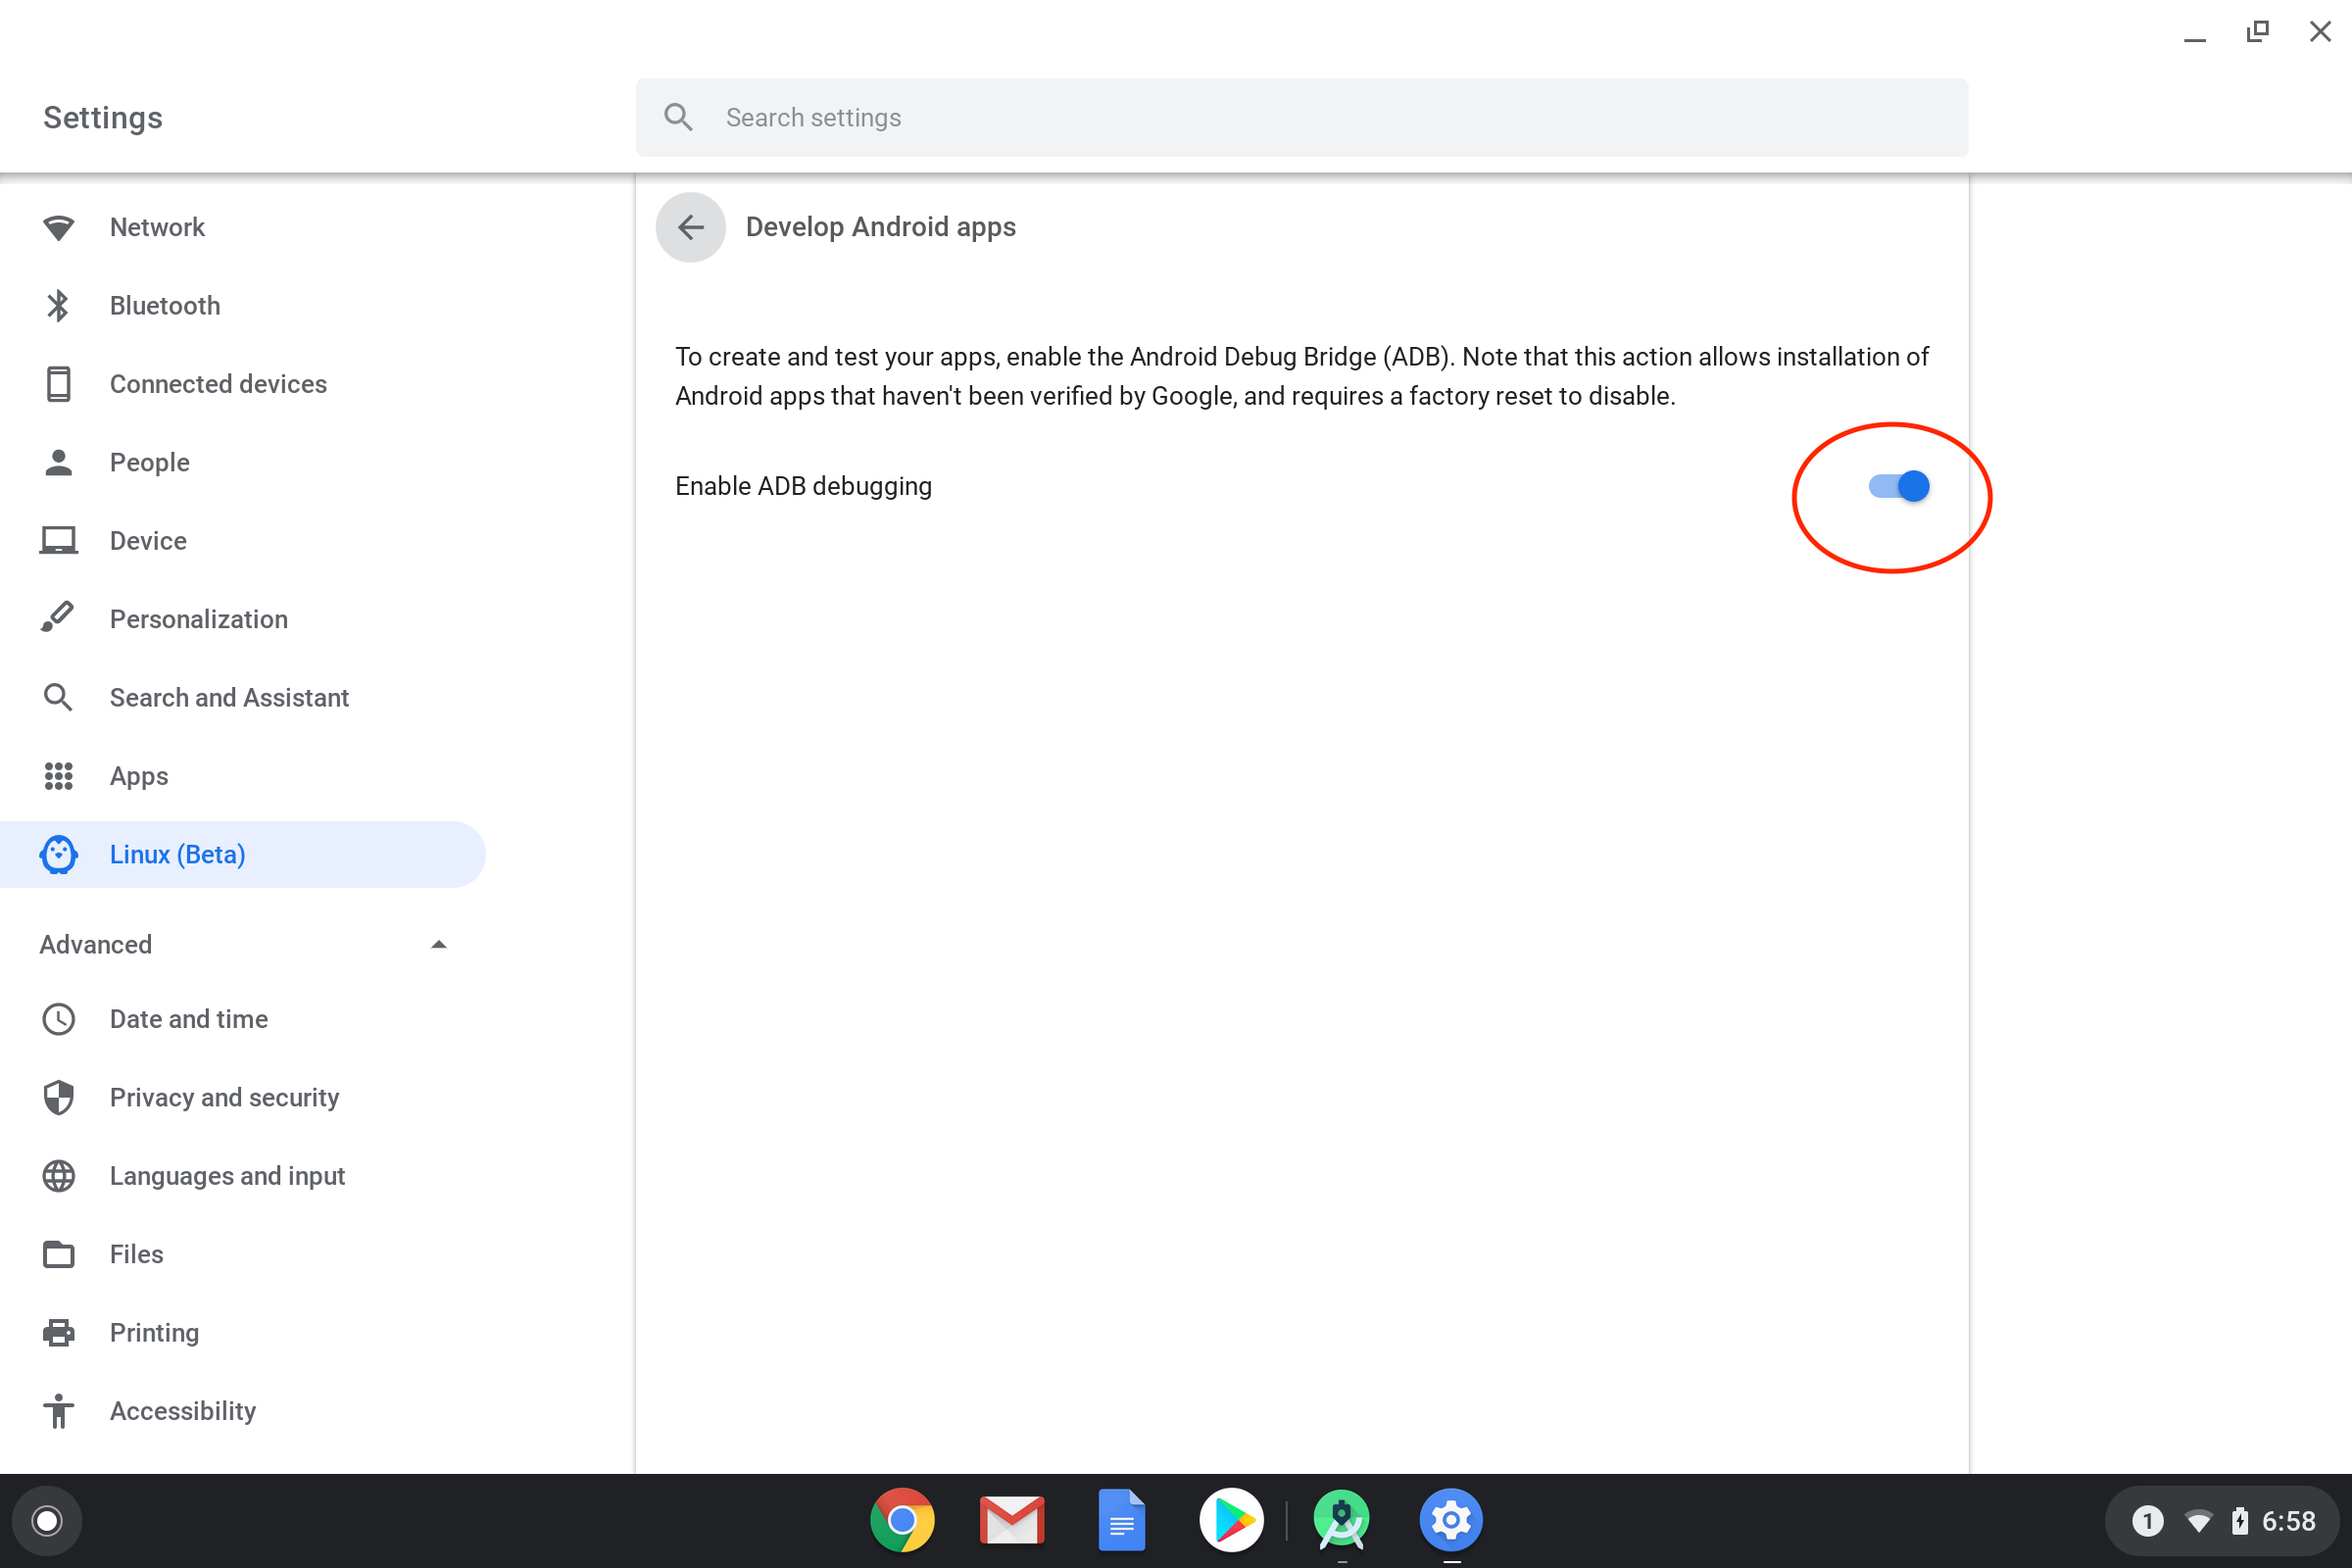 Settings
Search settings
Network
Bluetooth
Connected devices
People
Device
Personalization
Search and Assistant
Apps
Linux (Beta)
Advanced
Date and time
Privacy and security
Languages and input
Files
Printing
Accessibility
Develop Android apps
To create and test your apps, enable the Android Debug Bridge (ADB). Note that this action allows installation of
Android apps that haven't been verified by Google, and requires a factory reset to disable.
Enable ADB debugging
1
6:58